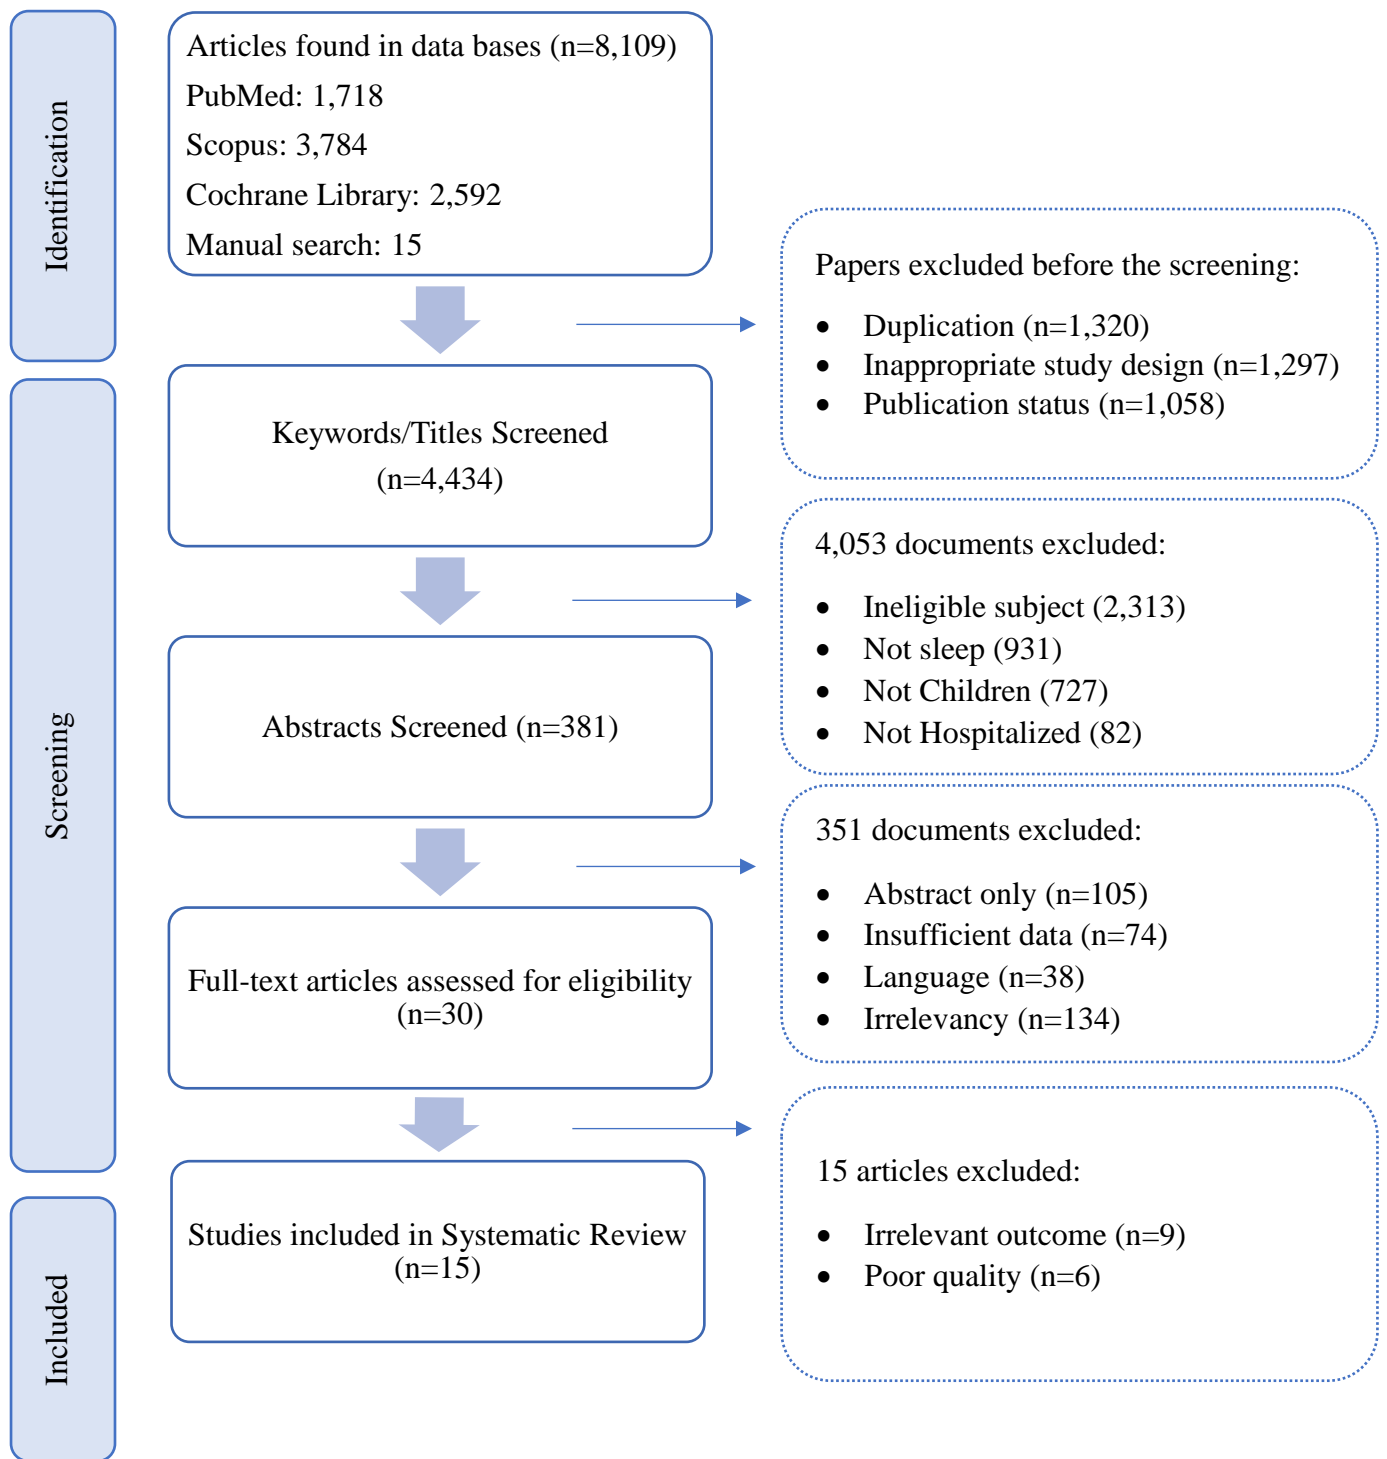 Identification
Articles found in data bases (n=8,109)
PubMed: 1,718
Scopus: 3,784
Cochrane Library: 2,592
Manual search: 15
Papers excluded before the screening:
• Duplication (n=1,320)
• Inappropriate study design (n=1,297)
• Publication status (n=1,058)
Screening
Keywords/Titles Screened
(n=4,434)
4,053 documents excluded:
• Ineligible subject (2,313)
• Not sleep (931)
• Not Children (727)
• Not Hospitalized (82)
Abstracts Screened (n=381)
351 documents excluded:
• Abstract only (n=105)
• Insufficient data (n=74)
• Language (n=38)
• Irrelevancy (n=134)
Full-text articles assessed for eligibility
(n=30)
15 articles excluded:
• Irrelevant outcome (n=9)
• Poor quality (n=6)
Included
Studies included in Systematic Review
(n=15)